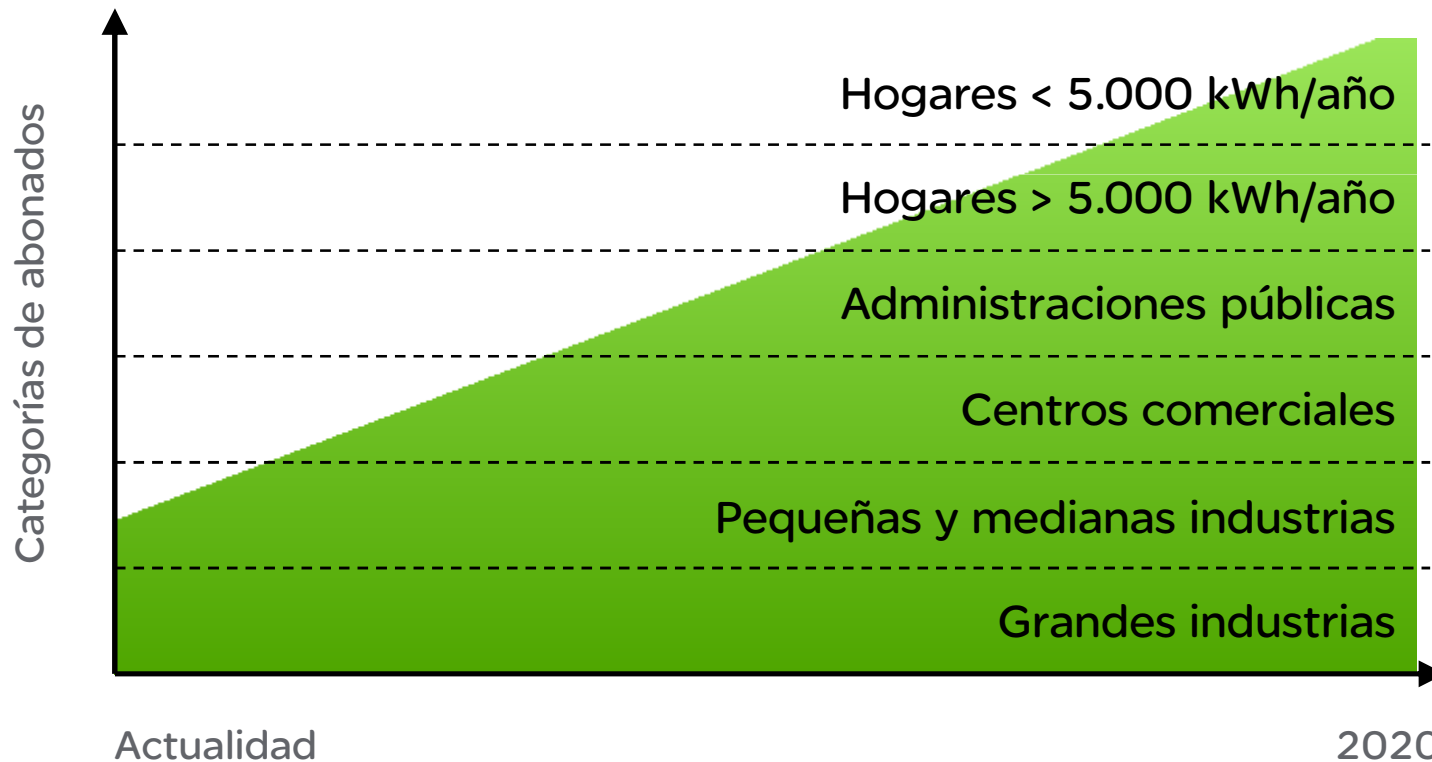 Categorías de abonados
Hogares < 5.000 kWh/año
Hogares > 5.000 kWh/año
Administraciones públicas
Centros comerciales
Pequeñas y medianas industrias
Grandes industrias
Actualidad
2020